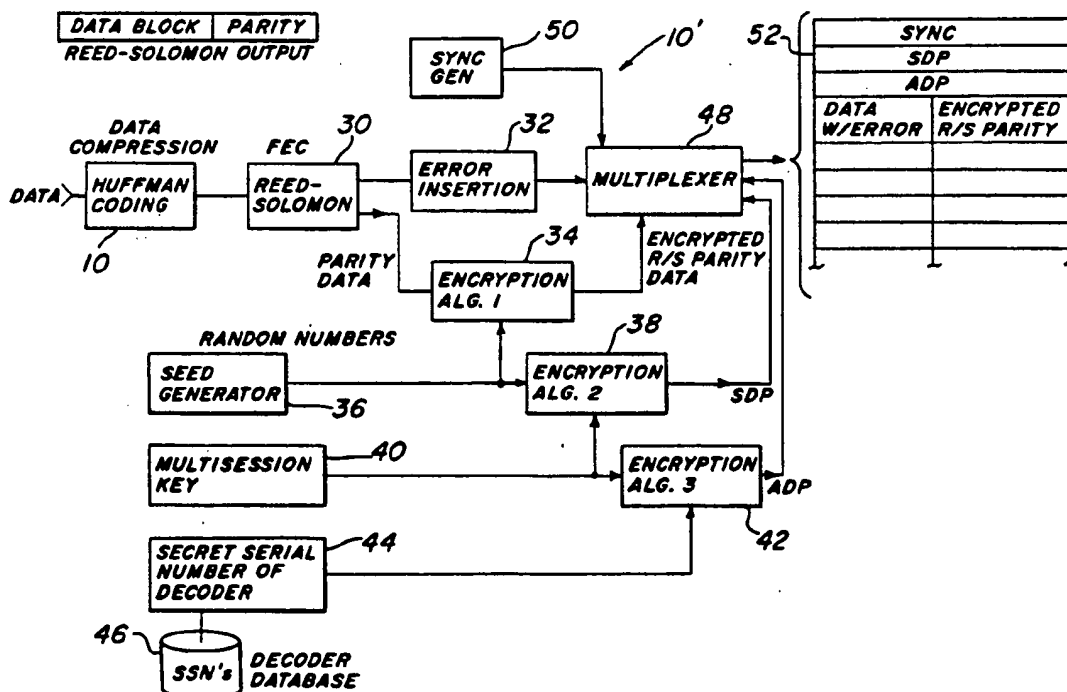 DATA BLOCK PARITY
REED-SOLOMON OUTPUT
50
SYNC
GEN
10'
52
SYNC
SDP
ADP
DATA
W/ERROR
ENCRYPTED
R/S PARITY
DATA
COMPRESSION
DATA
HUFFMAN
CODING
10
FEC
30
REED-
SOLOMON
32
ERROR
INSERTION
48
MULTIPLEXER
PARITY
DATA
34
ENCRYPTION
ALG. 1
ENCRYPTED
R/S PARITY
DATA
RANDOM NUMBERS
SEED
GENERATOR
36
38
ENCRYPTION
ALG. 2
SDP
MULTISESSION
KEY
40
ENCRYPTION
ALG. 3
ADP
42
SECRET SERIAL
NUMBER OF
DECODER
44
46
SSN's
DECODER
DATABASE